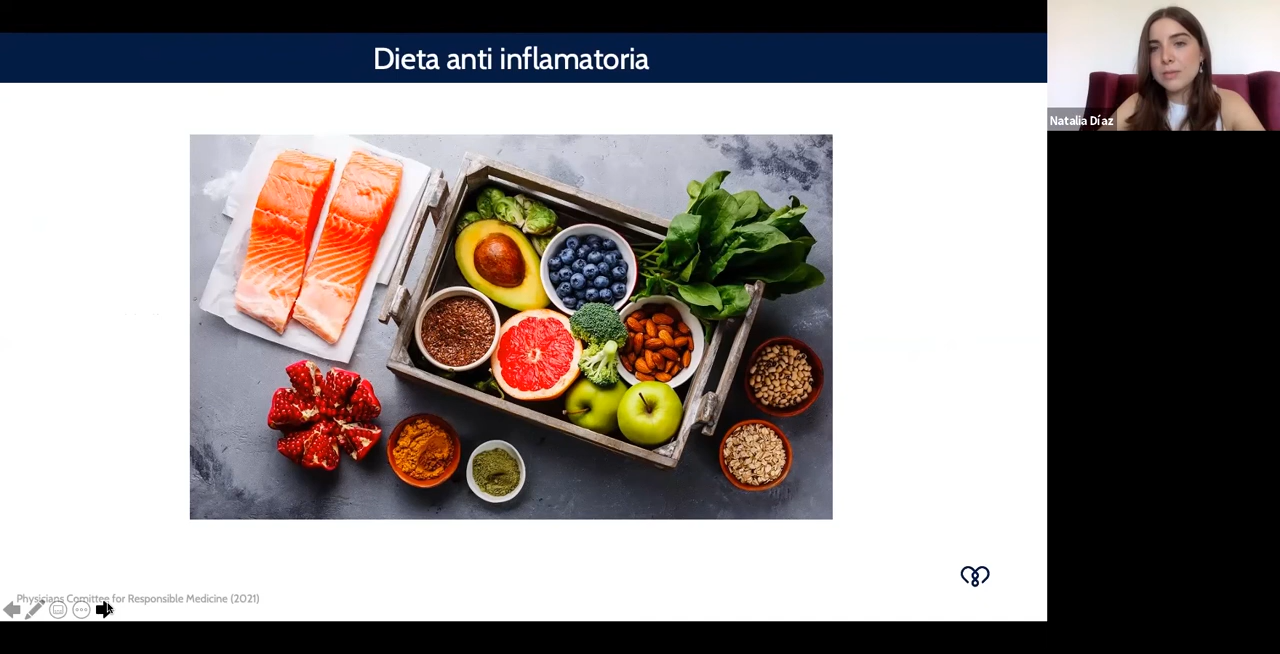 Dieta anti inflamatoria
Natalia Díaz
Physicians Comittee for Responsible Medicine (2021)